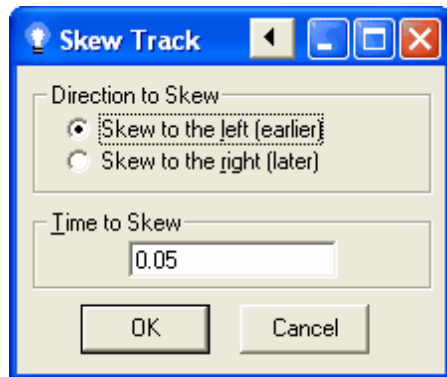 Skew Track
Direction to Skew
Skew to the left (earlier)
Skew to the right (later)
Time to Skew
0.05
OK
Cancel